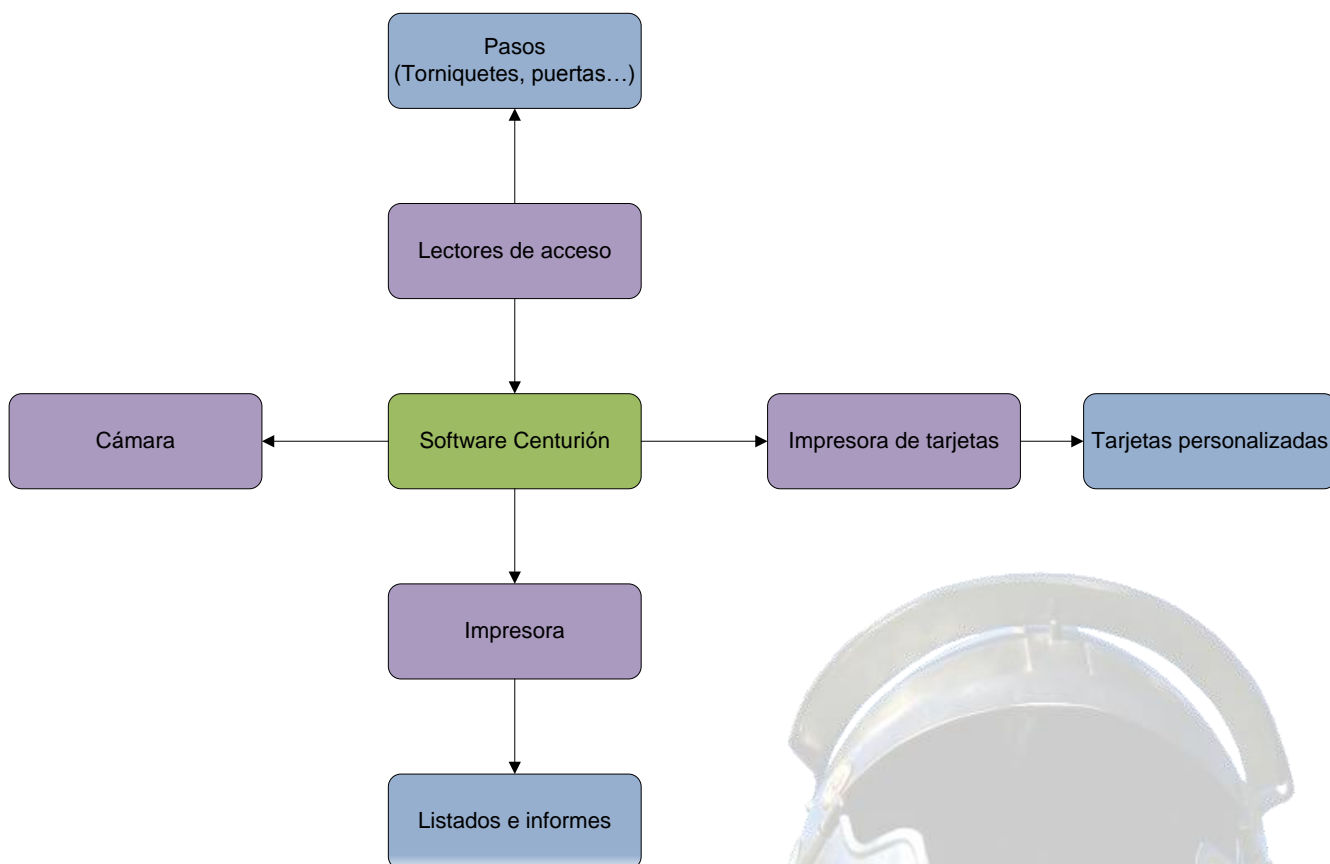 Pasos
(Torniquetes, puertas…)
Lectores de acceso
Cámara
Software Centurión
Impresora de tarjetas
Tarjetas personalizadas
Impresora
Listados e informes